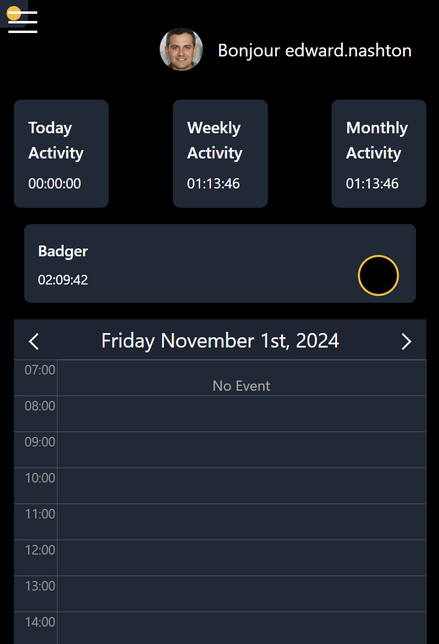 Bonjour edward.nashton
Today
Activity
00:00:00
Weekly
Activity
01:13:46
Monthly
Activity
01:13:46
Badger
02:09:42
Friday November 1st, 2024
07:00
No Event
08:00
09:00
10:00
11:00
12:00
13:00
14:00